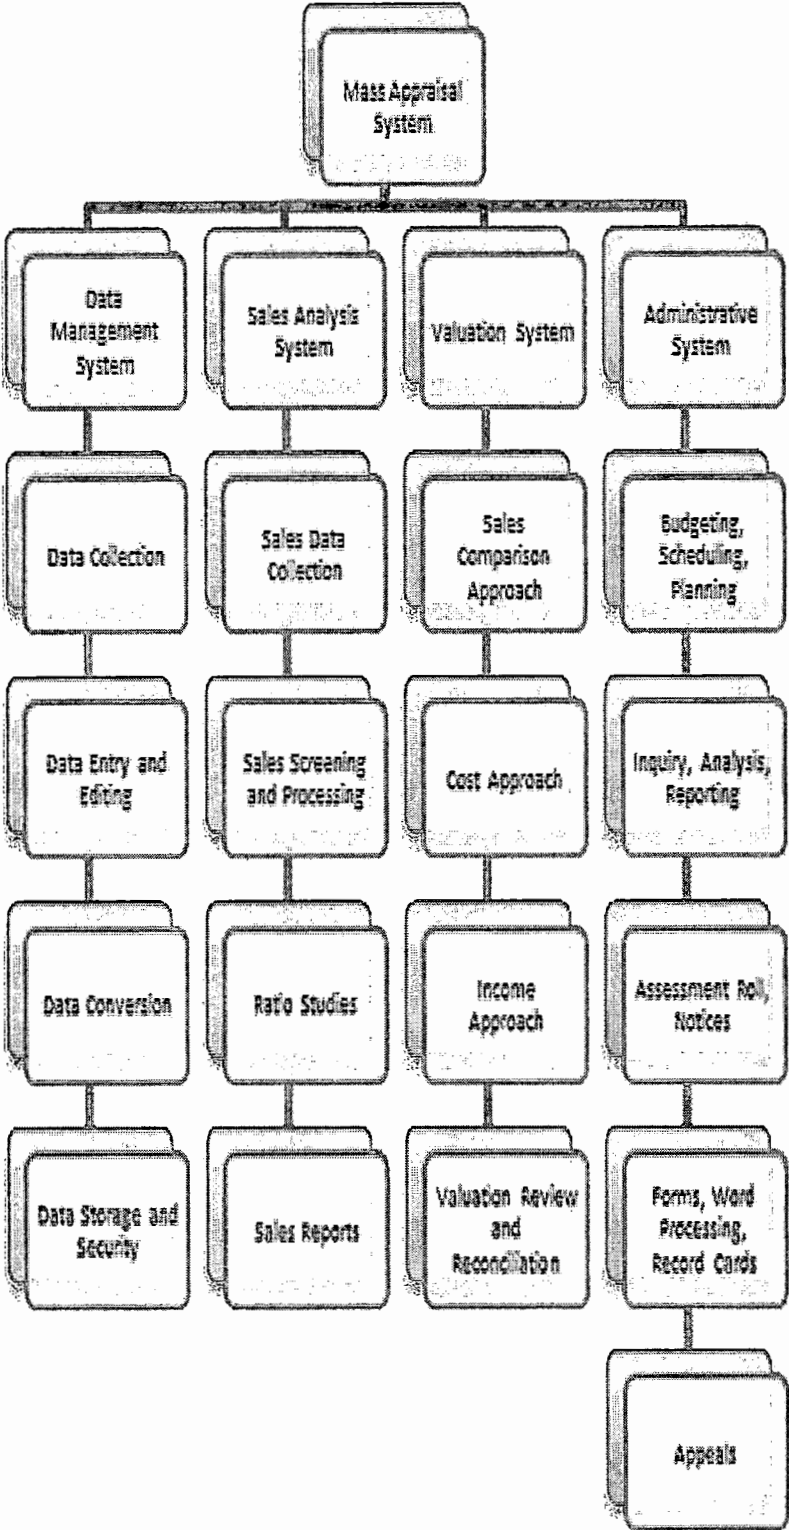 Mass Appraisal
System
Data
Management
System
Sales Analysis
System
Valuation System
Administrative
System
Data Collection
Sales Data
Collection
Sales
Comparison
Approach
Budgeting,
Scheduling,
Planning
Data Entry and
Editing
Sales Screening
and Processing
Cost Approach
Inquiry, Analysis,
Reporting
Data Conversion
Ratio Studies
Income
Approach
Assessment Roll,
Notices
Data Storage and
Security
Sales Reports
Valuation Review
and
Reconciliation
Forms, Word
Processing,
Record Cards
Appeals